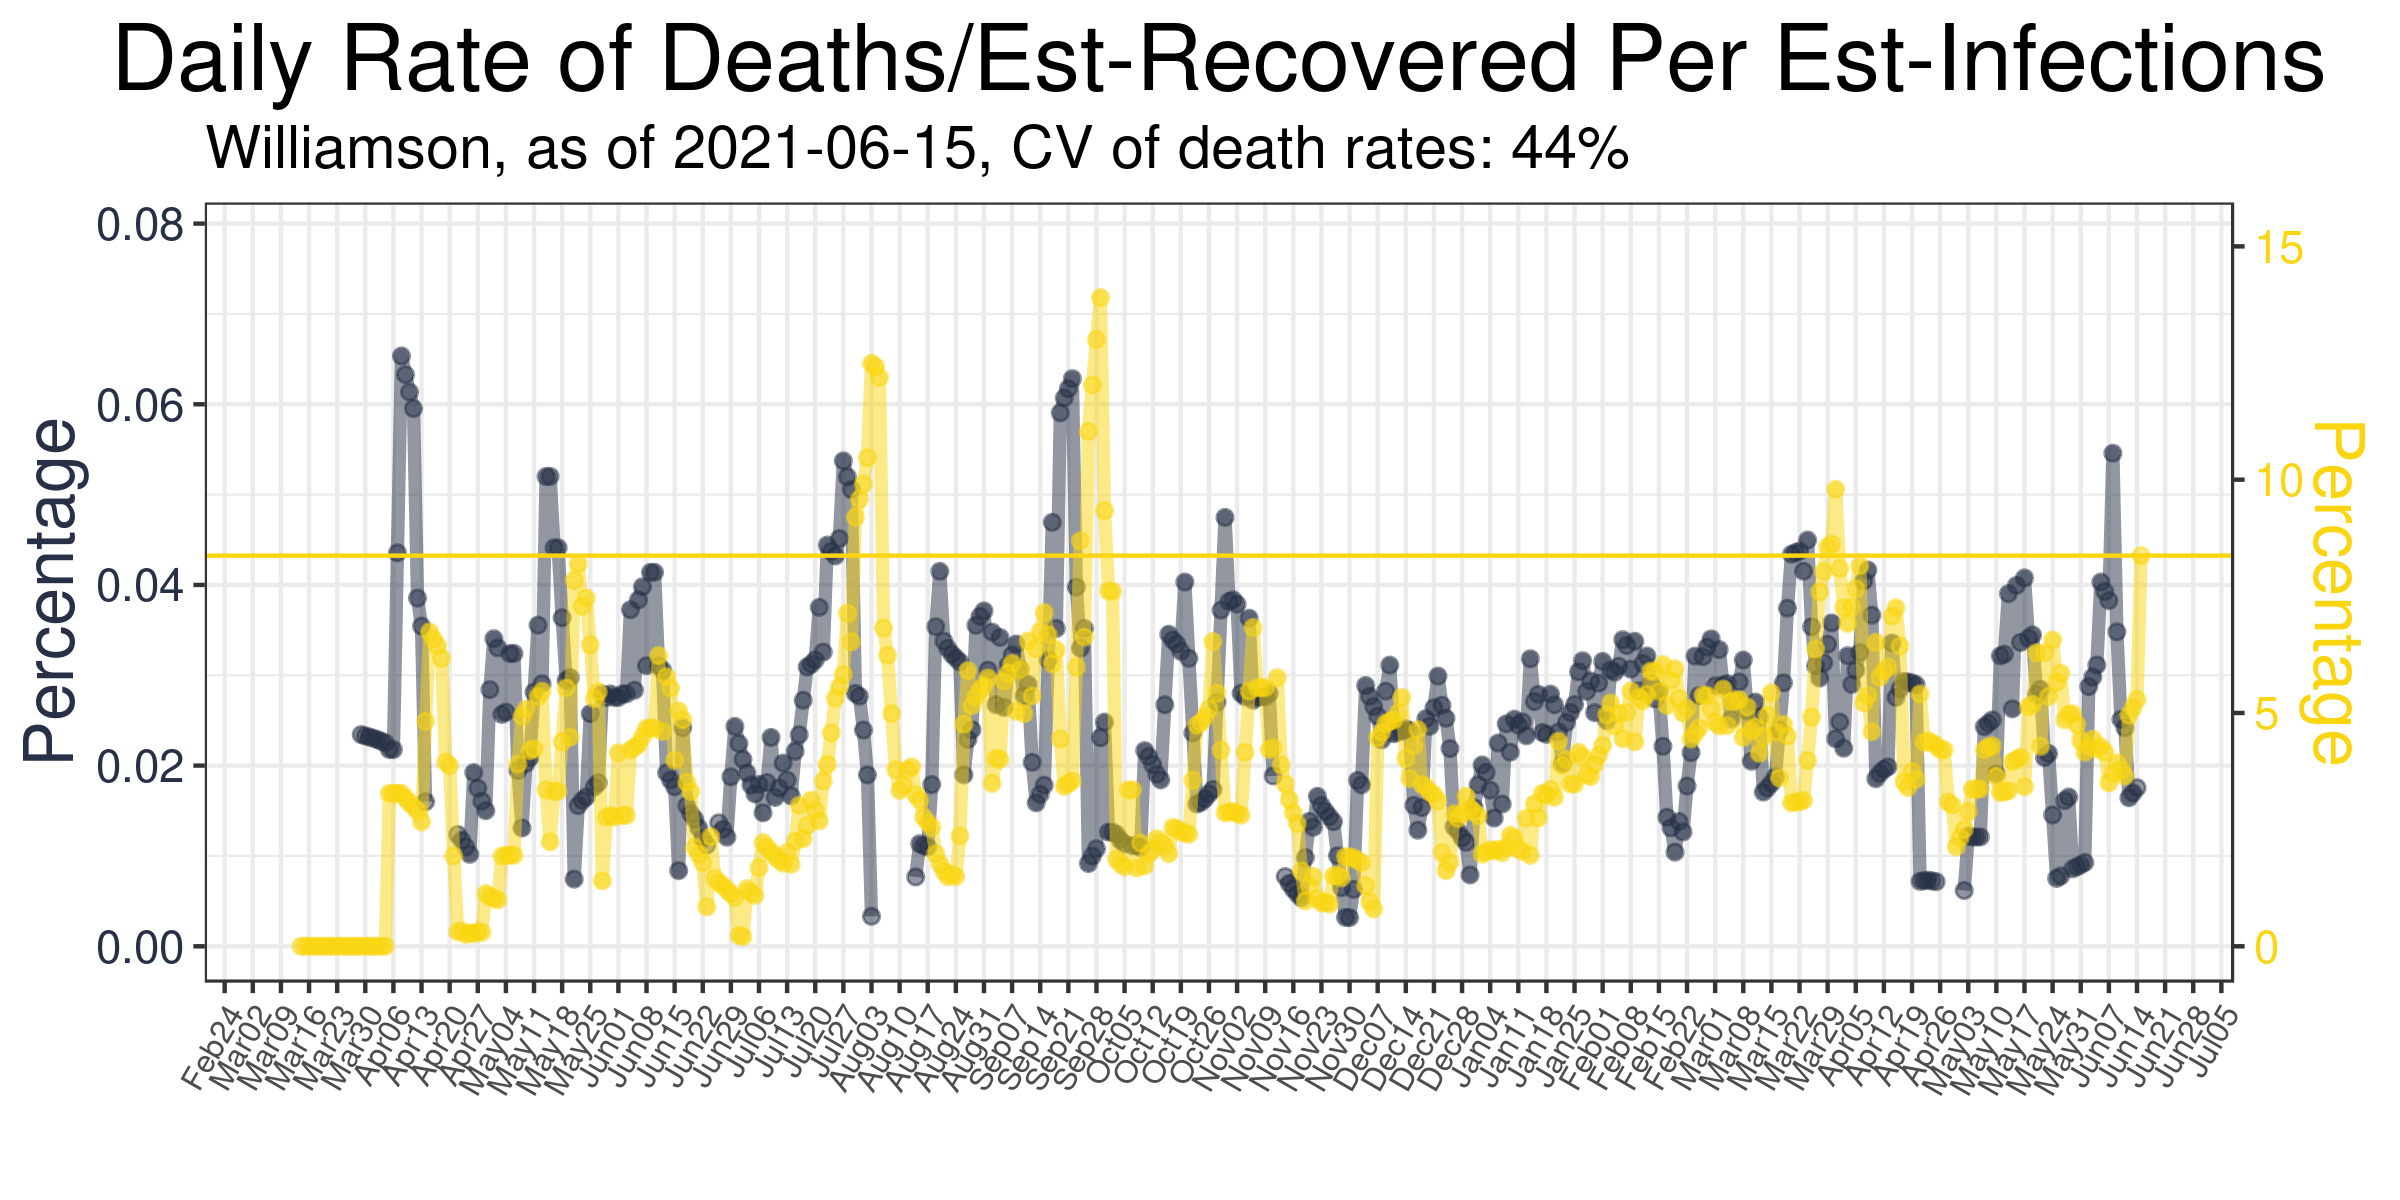 Daily Rate of Deaths/Est-Recovered Per Est-Infections
Williamson, as of 2021-06-15, CV of death rates: 44%
Percentage
0.08
0.06
0.04
0.02
0.00
15
10
5
0
Percentage
Feb24
Mar02
Mar09
Mar16
Mar23
Mar30
Apr06
Apr13
Apr20
Apr27
May04
May11
May18
May25
Jun01
Jun08
Jun15
Jun22
Jun29
Jul06
Jul13
Jul20
Jul27
Aug03
Aug10
Aug17
Aug24
Aug31
Sep07
Sep14
Sep21
Sep28
Oct05
Oct12
Oct19
Oct26
Nov02
Nov09
Nov16
Nov23
Nov30
Dec07
Dec14
Dec21
Dec28
Jan04
Jan11
Jan18
Jan25
Feb01
Feb08
Feb15
Feb22
Mar01
Mar08
Mar15
Mar22
Mar29
Apr05
Apr12
Apr19
Apr26
May03
May10
May17
May24
May31
Jun07
Jun14
Jun21
Jun28
Jul05